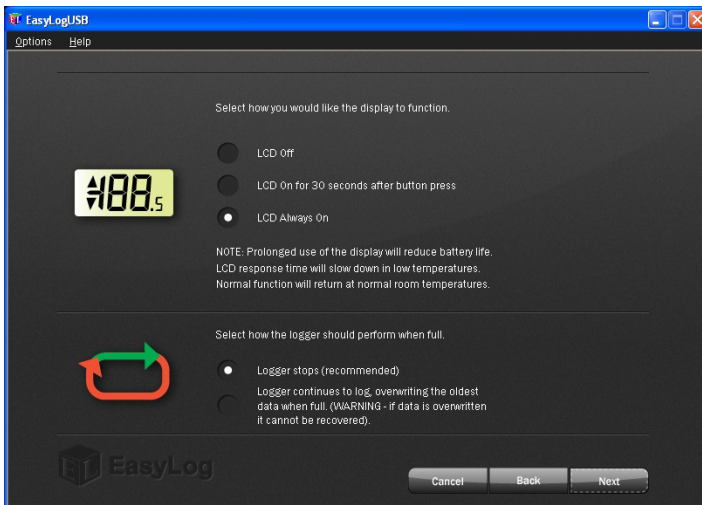 EasyLogUSB
Options Help
Select how you would like the display to function.
LCD Off
LCD On for 30 seconds after button press
188.5
LCD Always On
NOTE: Prolonged use of the display will reduce battery life.
LCD response time will slow down in low temperatures.
Normal function will return at normal room temperatures.
Select how the logger should perform when full.
Logger stops (recommended)
Logger continues to log, overwriting the oldest
data when full. (WARNING - if data is overwritten
it cannot be recovered).
EL EasyLog
Cancel Back Next